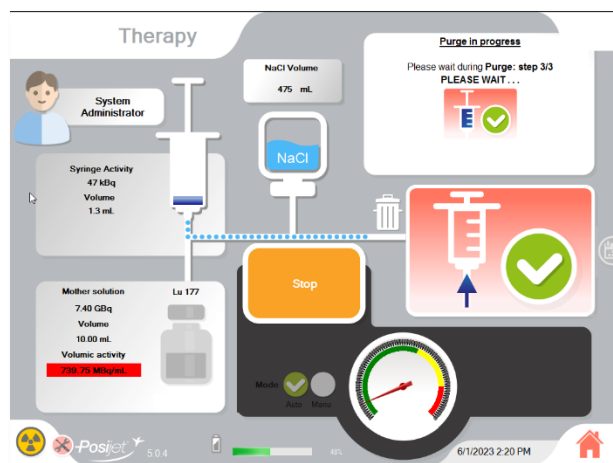 Therapy
Purge in progress
Please wait during Purge: step 3/3
PLEASE WAIT . . .
NaCl Volume
475 mL
System
Administrator
NaCl
Syringe Activity
47 kBq
Volume
1.3 mL
Stop
Mother solution
Lu 177
7.40 GBq
Volume
10.00 mL
Volumic activity
739.75 MBq/mL
Mode
Auto
Manu
Posijet
5.0.4
6/1/2023 2:20 PM